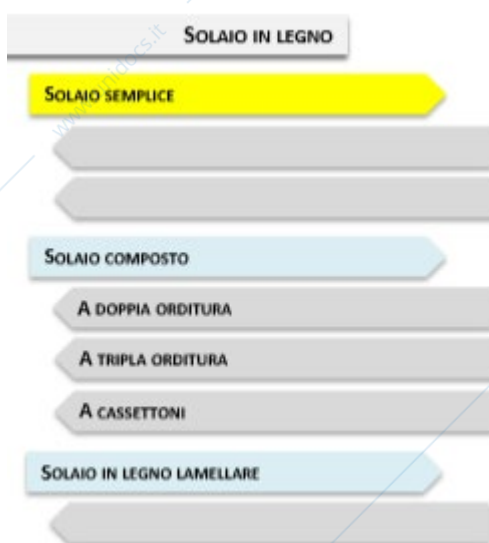 SOLAIO IN LEGNO
SOLAIO SEMPLICE
SOLAIO COMPOSTO
A DOPPIA ORDITURA
A TRIPLA ORDITURA
A CASSETTONI
SOLAIO IN LEGNO LAMELLARE